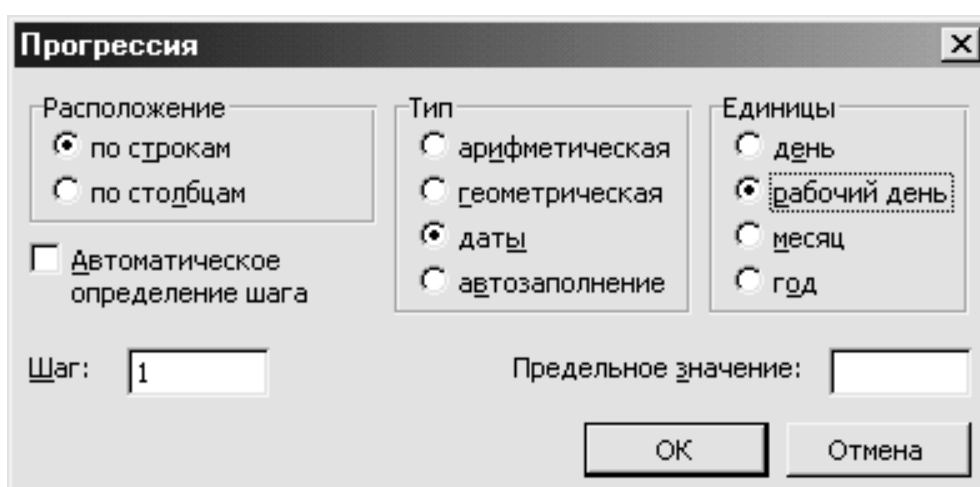 Прогрессия
Расположение
по строкам
по столбцам
Автоматическое
определение шага
Тип
арифметическая
геометрическая
даты
автозаполнение
Единицы
день
рабочий день
месяц
год
Шаг: 1
Предельное значение:
ОК
Отмена